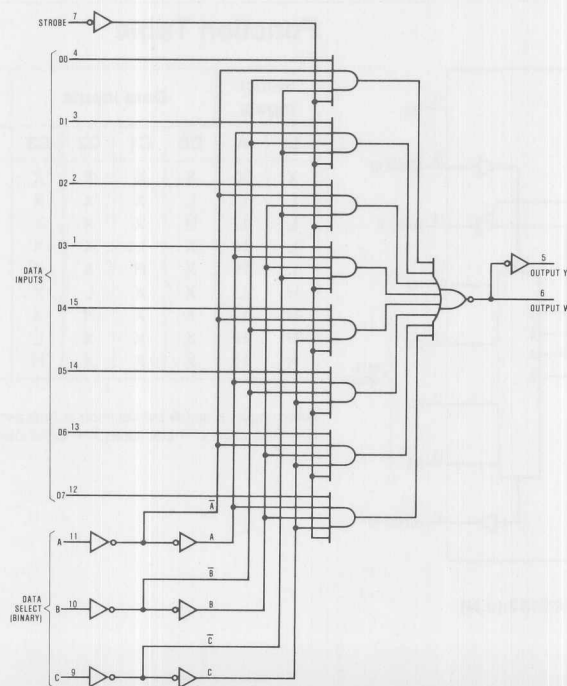 STROBE 7
D0 4
D1 3
D2 2
D3 1
DATA
INPUTS
D4 15
5
OUTPUT Y
6
OUTPUT W
D5 14
D6 13
D7 12
A
A 11
A
B
DATA
SELECT
(BINARY)
B 10
B
C
C 9
C